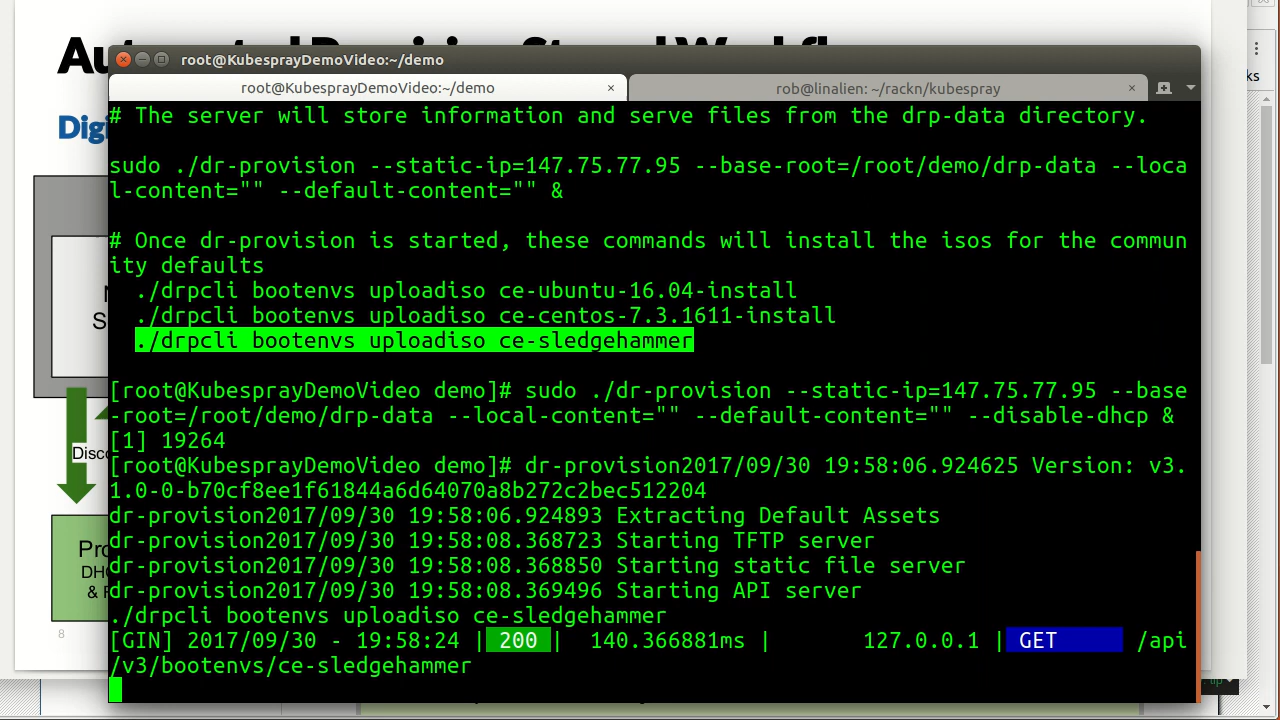 root@KubesprayDemoVideo:~/demo
root@KubesprayDemoVideo:~/demo × rob@linalien: ~/rackn/kubespray ×
# The server will store information and serve files from the drp-data directory.
sudo ./dr-provision --static-ip=147.75.77.95 --base-root=/root/demo/drp-data --loca
l-content="" --default-content="" &
# Once dr-provision is started, these commands will install the isos for the commun
ity defaults
./drpcli bootenvs uploadiso ce-ubuntu-16.04-install
./drpcli bootenvs uploadiso ce-centos-7.3.1611-install
./drpcli bootenvs uploadiso ce-sledgehammer
[root@KubesprayDemoVideo demo]# sudo ./dr-provision --static-ip=147.75.77.95 --base
-root=/root/demo/drp-data --local-content="" --default-content="" --disable-dhcp &
[1] 19264
[root@KubesprayDemoVideo demo]# dr-provision2017/09/30 19:58:06.924625 Version: v3.
1.0-0-b70cf8ee1f61844a6d64070a8b272c2bec512204
dr-provision2017/09/30 19:58:06.924893 Extracting Default Assets
dr-provision2017/09/30 19:58:08.368723 Starting TFTP server
dr-provision2017/09/30 19:58:08.368850 Starting static file server
dr-provision2017/09/30 19:58:08.369496 Starting API server
./drpcli bootenvs uploadiso ce-sledgehammer
[GIN] 2017/09/30 - 19:58:24 | 200 | 140.366881ms | 127.0.0.1 | GET /api
/v3/bootenvs/ce-sledgehammer
Digi
Disco
Pro
DHC
& F
8
ks